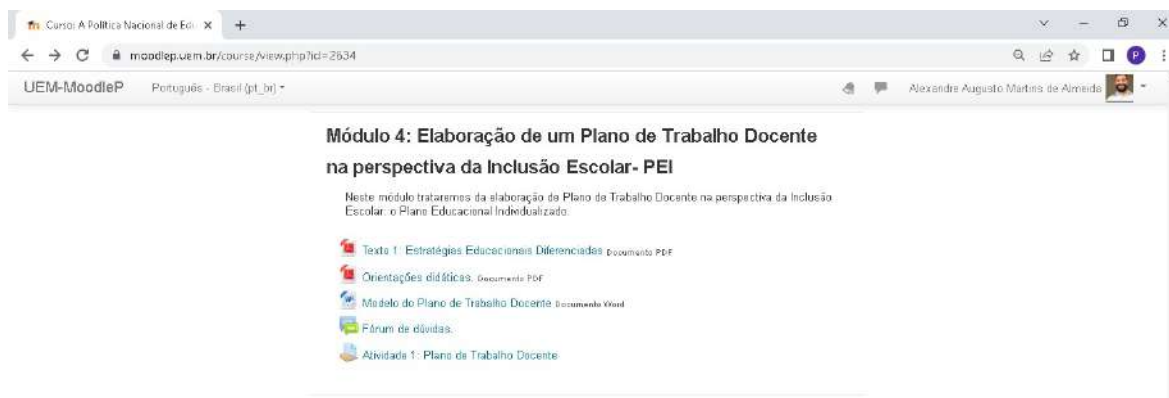 Curso: A Política Nacional de Edu
moodlep.uem.br/course/view.php?id=2634
P
UEM-MoodleP Português - Brasil (pt_br) Alexandre Augusto Martins de Almeida
Módulo 4: Elaboração de um Plano de Trabalho Docente
na perspectiva da Inclusão Escolar- PEI
Neste módulo trataremos da elaboração de Plano de Trabalho Docente na perspectiva da Inclusão
Escolar: o Plano Educacional Individualizado.
Texto 1: Estratégias Educacionais Diferenciadas Documento PDF
Orientações didáticas. Documento PDF
Modelo do Plano de Trabalho Docente Documento Word
Fórum de dúvidas.
Atividade 1: Plano de Trabalho Docente